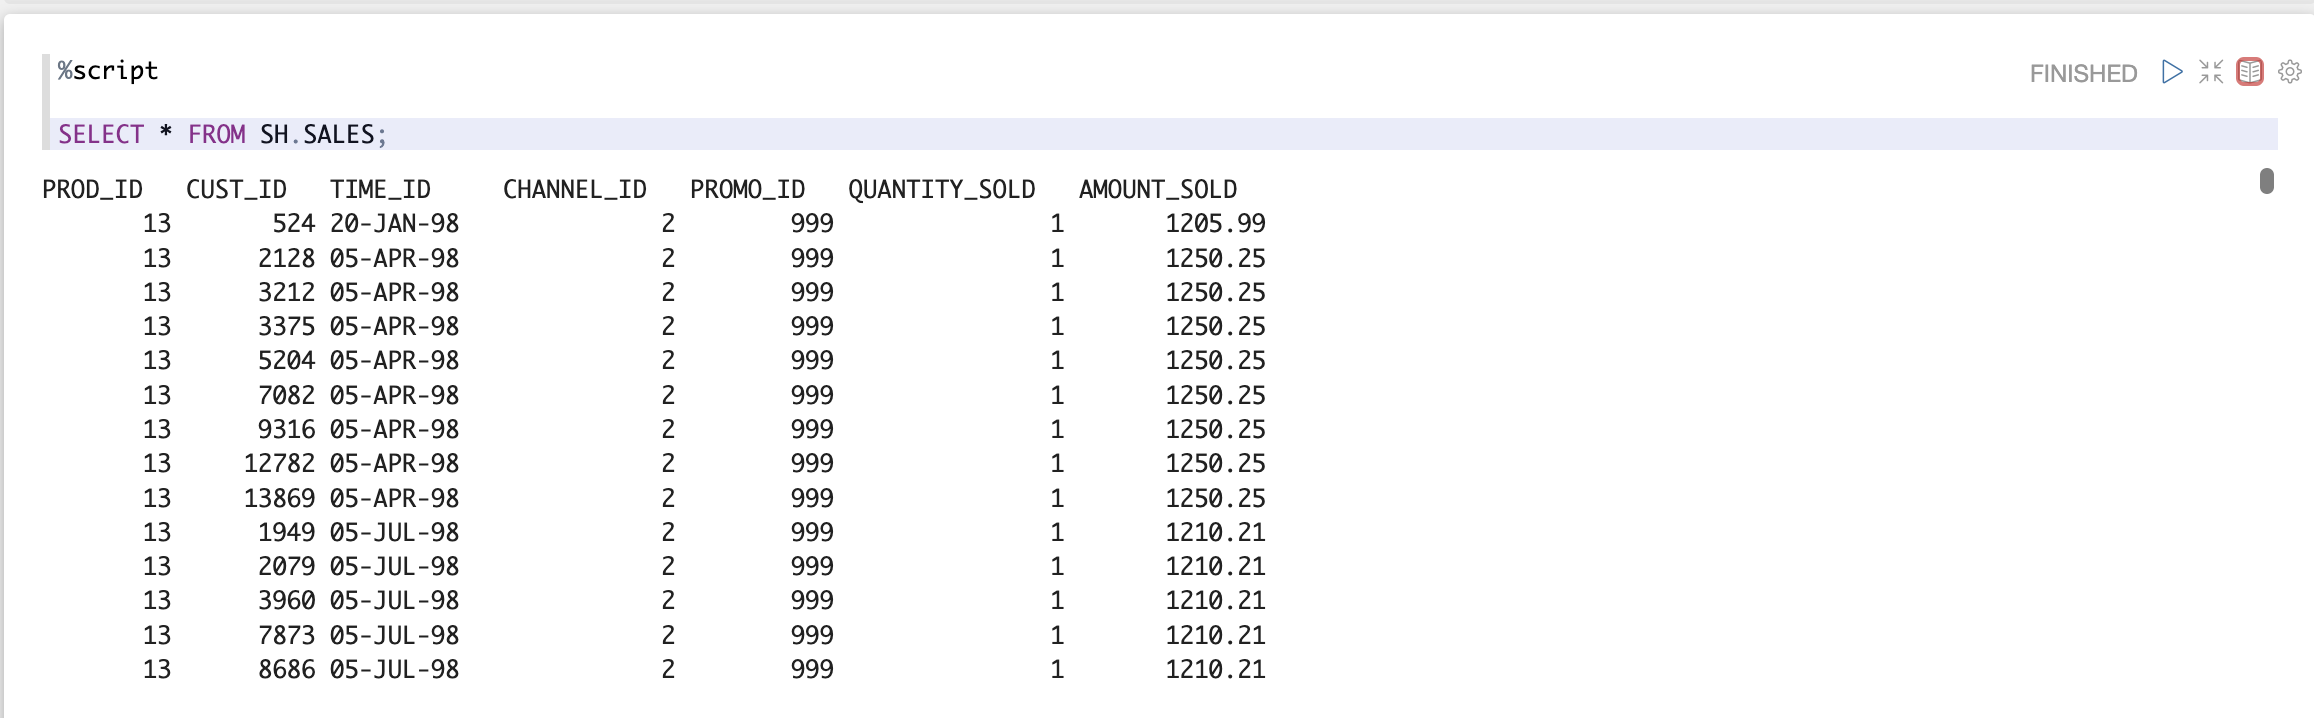 %script
FINISHED
SELECT * FROM SH.SALES;
PROD_ID CUST_ID TIME_ID CHANNEL_ID PROMO_ID QUANTITY_SOLD AMOUNT_SOLD
13 524 20-JAN-98 2 999 1 1205.99
13 2128 05-APR-98 2 999 1 1250.25
13 3212 05-APR-98 2 999 1 1250.25
13 3375 05-APR-98 2 999 1 1250.25
13 5204 05-APR-98 2 999 1 1250.25
13 7082 05-APR-98 2 999 1 1250.25
13 9316 05-APR-98 2 999 1 1250.25
13 12782 05-APR-98 2 999 1 1250.25
13 13869 05-APR-98 2 999 1 1250.25
13 1949 05-JUL-98 2 999 1 1210.21
13 2079 05-JUL-98 2 999 1 1210.21
13 3960 05-JUL-98 2 999 1 1210.21
13 7873 05-JUL-98 2 999 1 1210.21
13 8686 05-JUL-98 2 999 1 1210.21